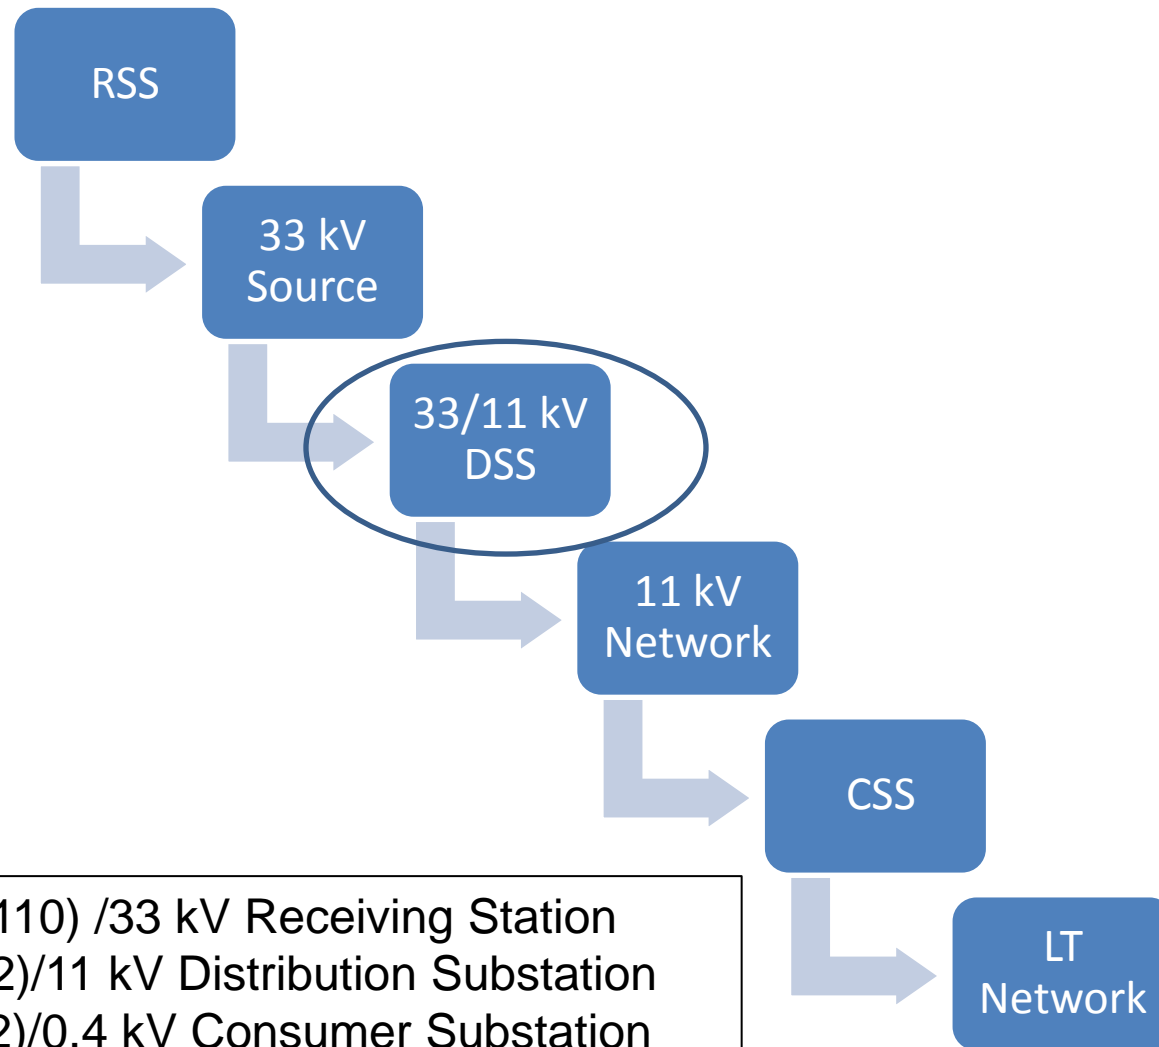 RSS
33 kV
Source
33/11 kV
DSS
11 kV
Network
CSS
LT
Network
110) /33 kV Receiving Station
2)/11 kV Distribution Substation
2)/0.4 kV Consumer Substation